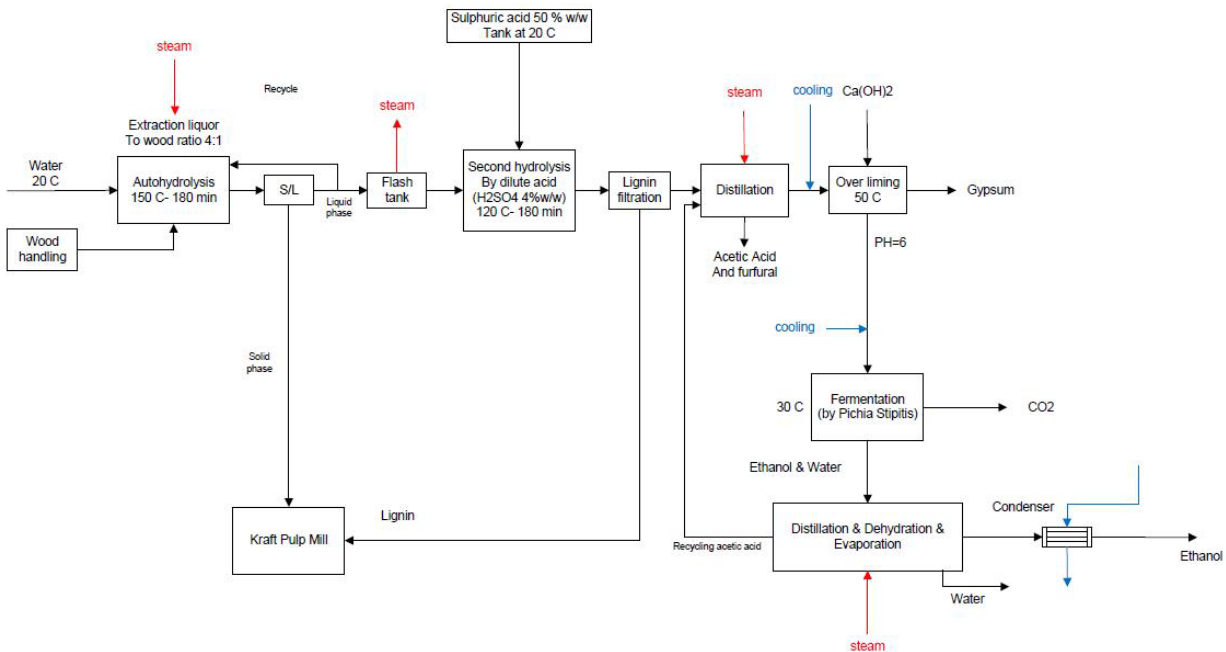 Sulphuric acid 50 % w/w
Tank at 20 C
steam
Recycle
steam
steam
cooling
Ca(OH)2
Extraction liquor
To wood ratio 4:1
Water
20 C
Autohydrolysis
150 C- 180 min
S/L
Liquid
phase
Flash
tank
Second hydrolysis
By dilute acid
(H2SO4 4%w/w)
120 C- 180 min
Lignin
filtration
Distillation
Over liming
50 C
Gypsum
Wood
handling
Acetic Acid
And furfural
PH=6
cooling
Solid
phase
30 C
Fermentation
(by Pichia Stipitis)
CO2
Ethanol & Water
Kraft Pulp Mill
Lignin
Recycling acetic acid
Distillation & Dehydration &
Evaporation
Condenser
Ethanol
Water
steam